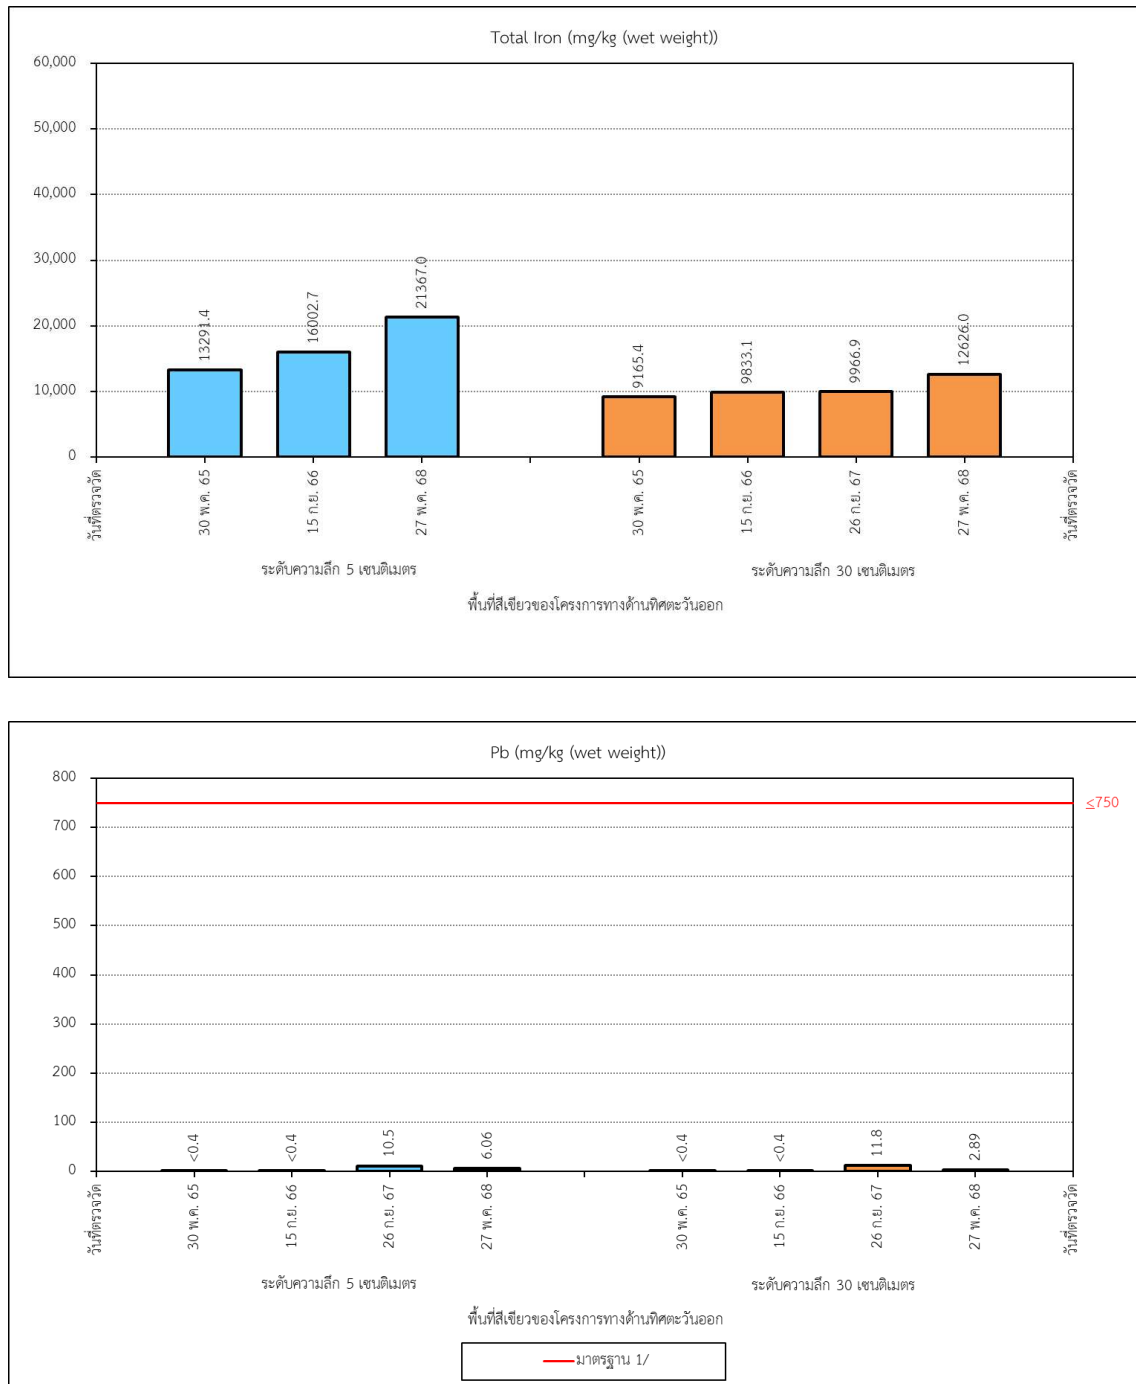 Total Iron (mg/kg (wet weight))
60,000
50,000
40,000
30,000
20,000
10,000
0
13291.4
16002.7
21367.0
9165.4
9833.1
9966.9
12626.0
วันที่ตรวจวัด
30 พ.ค. 65
15 ก.ย. 66
27 พ.ค. 68
30 พ.ค. 65
15 ก.ย. 66
26 ก.ย. 67
27 พ.ค. 68
วันที่ตรวจวัด
ระดับความลึก 5 เซนติเมตร
ระดับความลึก 30 เซนติเมตร
พื้นที่สีเขียวของโครงการทางด้านทิศตะวันออก
Pb (mg/kg (wet weight))
800
700
600
500
400
300
200
100
0
≤750
<0.4
<0.4
10.5
6.06
<0.4
<0.4
11.8
2.89
วันที่ตรวจวัด
30 พ.ค. 65
15 ก.ย. 66
26 ก.ย. 67
27 พ.ค. 68
30 พ.ค. 65
15 ก.ย. 66
26 ก.ย. 67
27 พ.ค. 68
วันที่ตรวจวัด
ระดับความลึก 5 เซนติเมตร
ระดับความลึก 30 เซนติเมตร
พื้นที่สีเขียวของโครงการทางด้านทิศตะวันออก
มาตรฐาน 1/